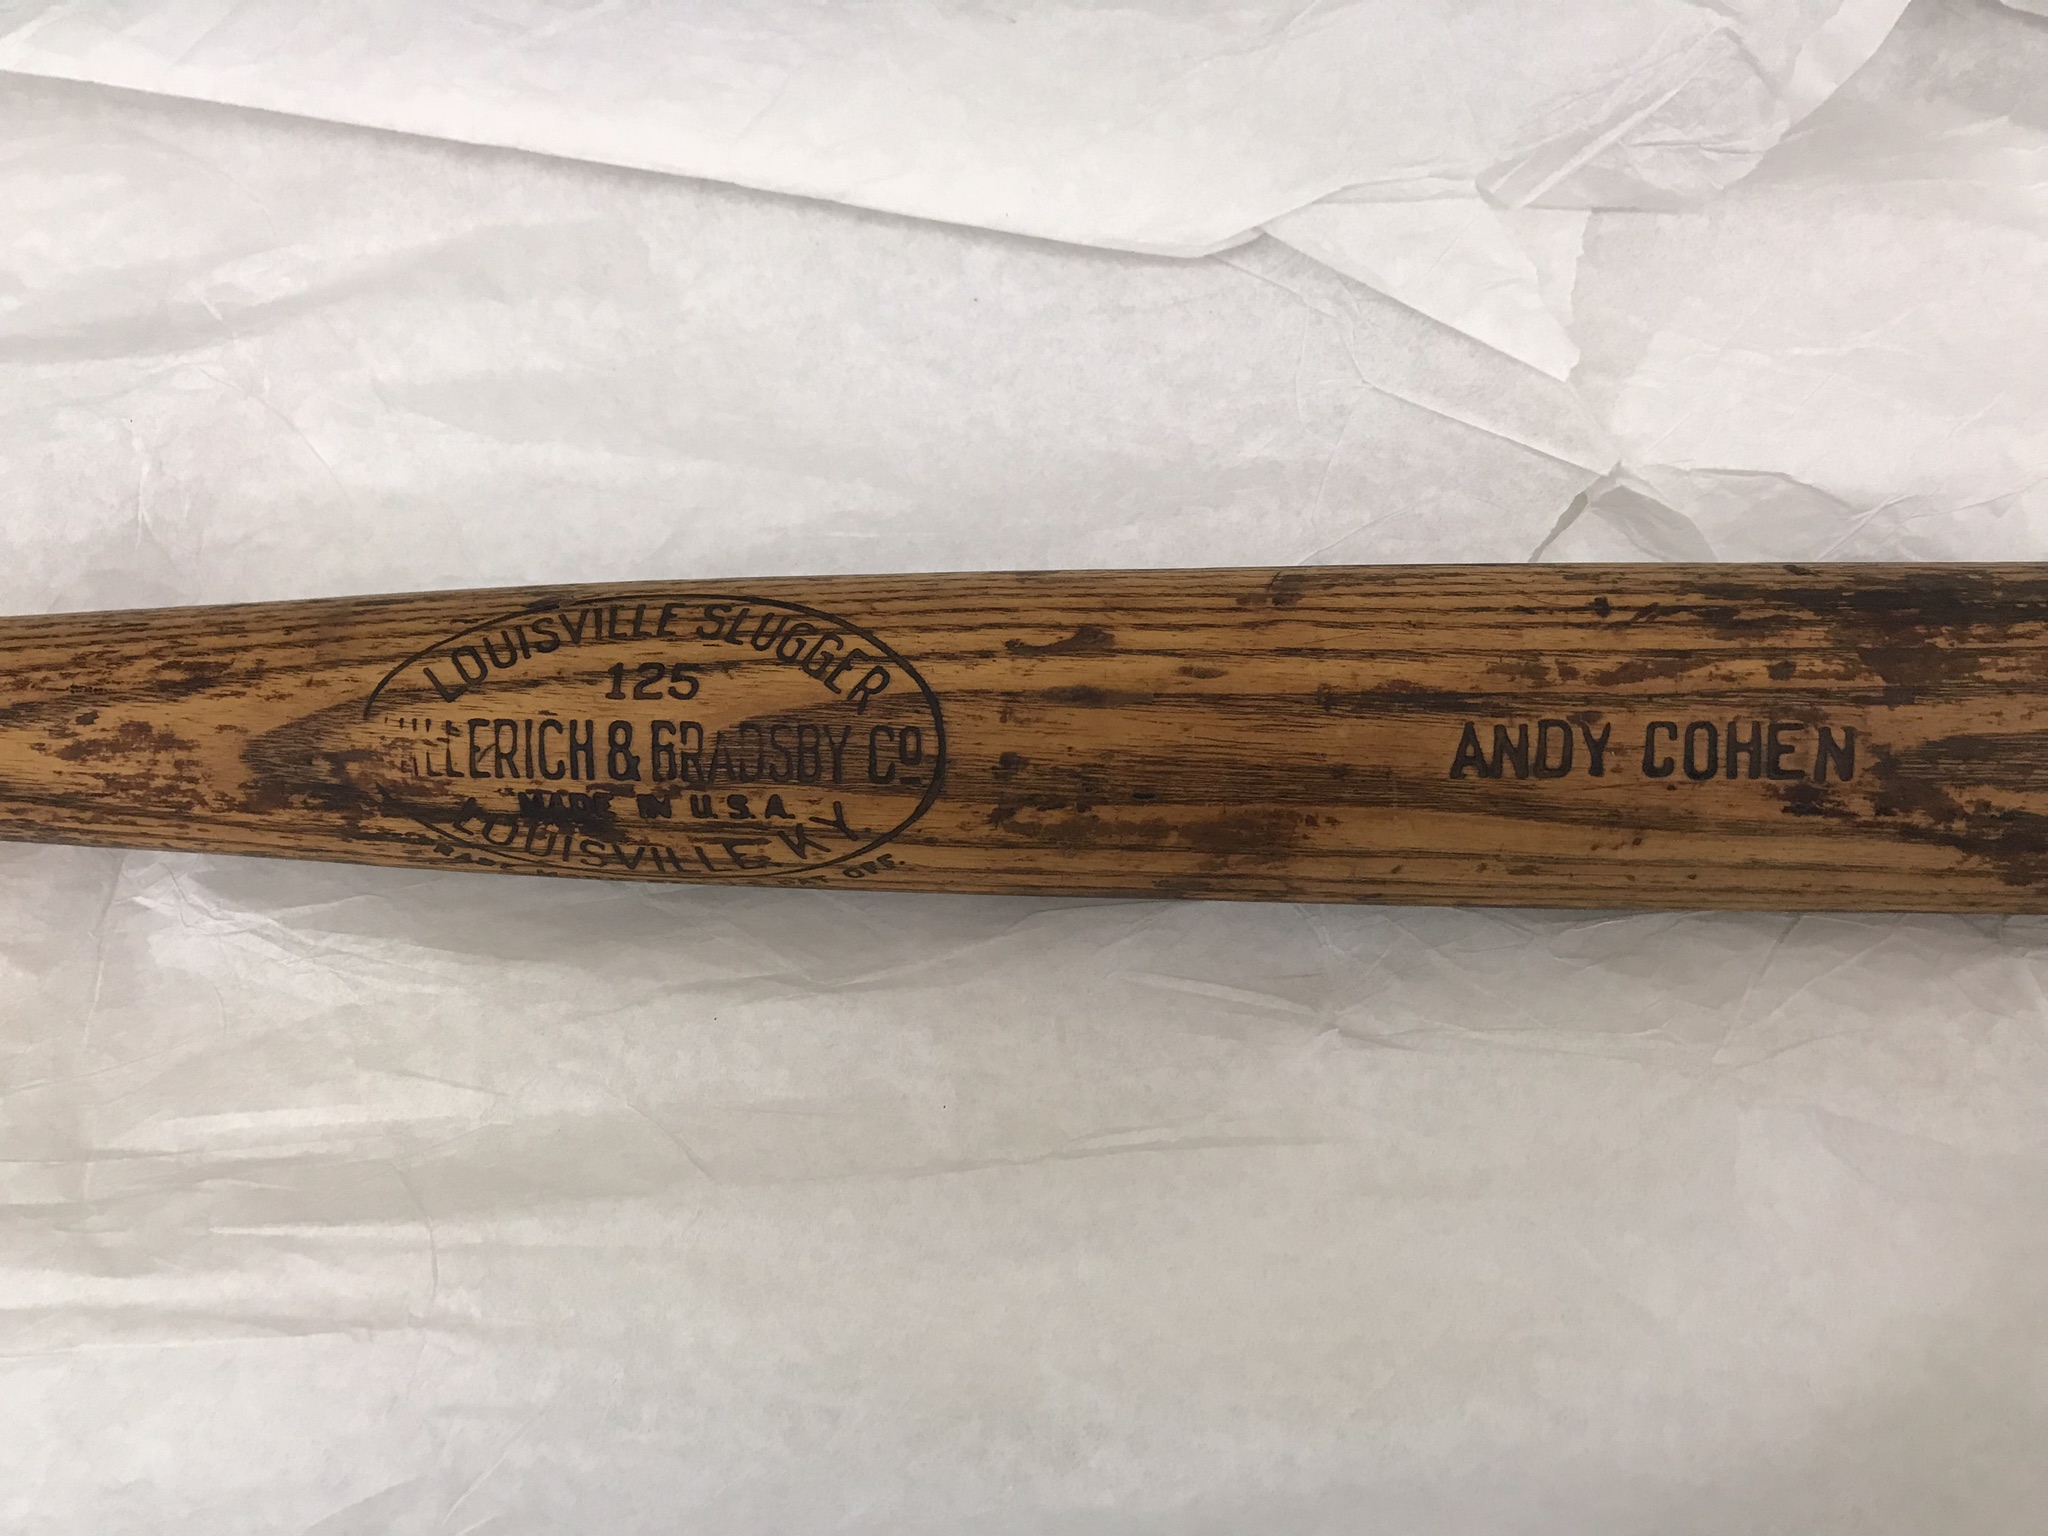 LOUISVILLE SLUGGER
125
HILLERICH & BRADSBY Co
MADE IN U.S.A.
LOUISVILLE KY.
ANDY COHEN